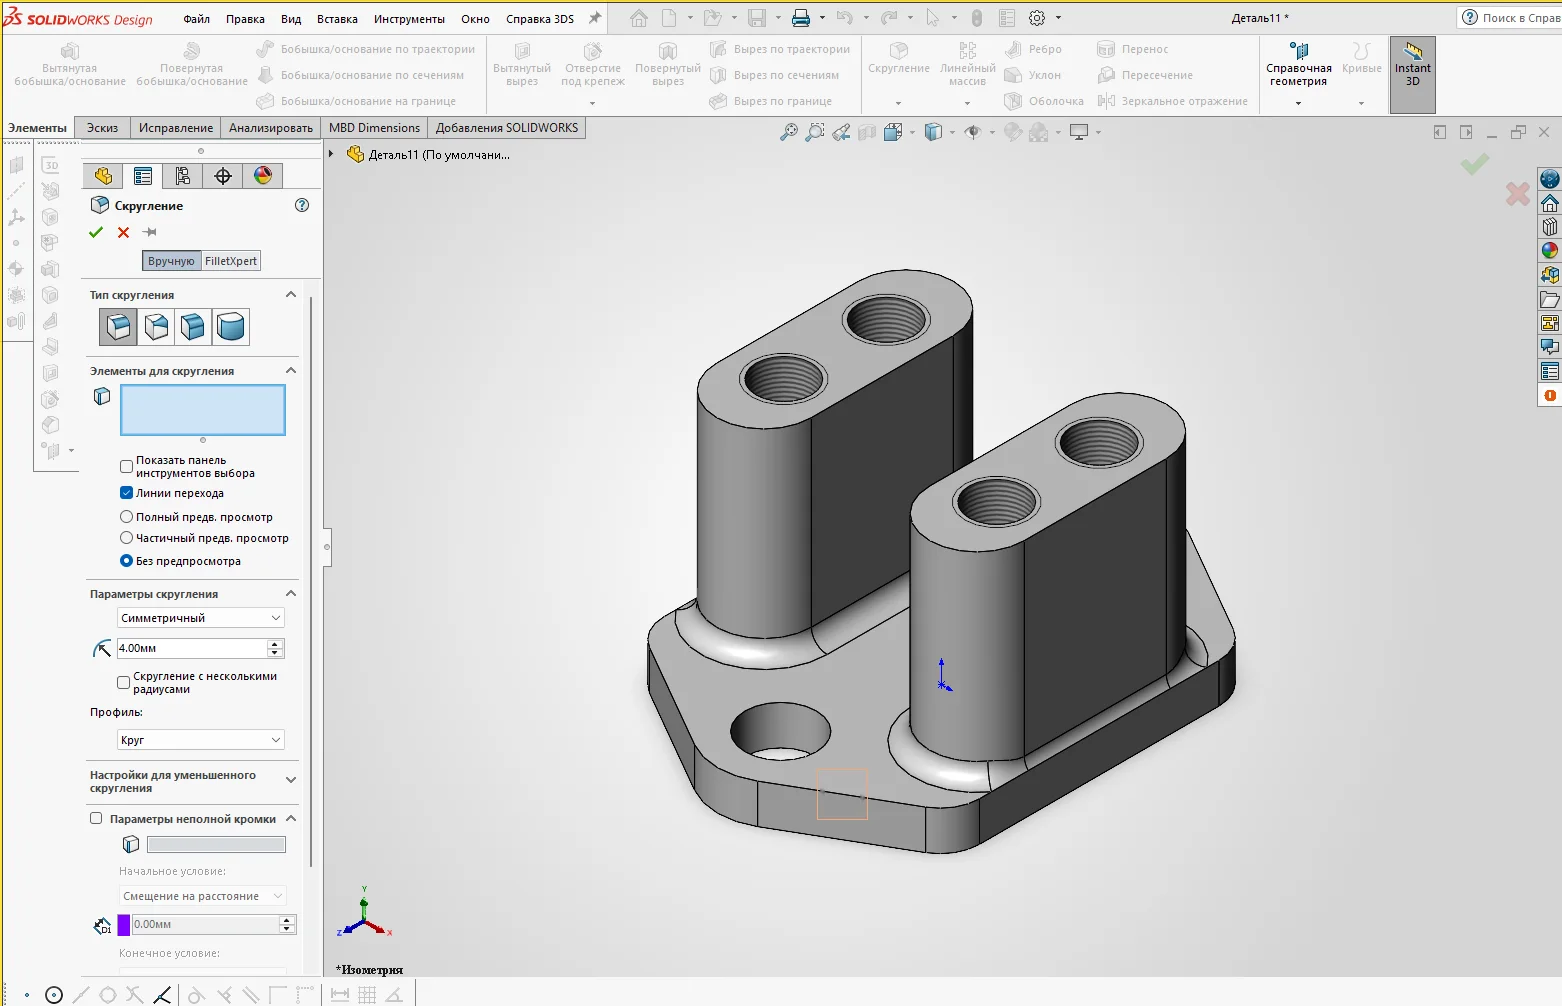 SOLIDWORKS Design
Файл Правка Вид Вставка Инструменты Окно Справка 3DS
Деталь11 *
Поиск в Справ
Вытянутая бобышка/основание
Повернутая бобышка/основание
Бобышка/основание по траектории
Бобышка/основание по сечениям
Бобышка/основание на границе
Вытянутый вырез
Отверстие под крепеж
Повернутый вырез
Вырез по траектории
Вырез по сечениям
Вырез по границе
Скругление
Линейный массив
Ребро
Уклон
Оболочка
Перенос
Пересечение
Зеркальное отражение
Справочная геометрия
Кривые
Instant 3D
Элементы Эскиз Исправление Анализировать MBD Dimensions Добавления SOLIDWORKS
Деталь11 (По умолчани...
3D
Скругление
Вручную FilletXpert
Тип скругления
Элементы для скругления
Показать панель
инструментов выбора
Линии перехода
Полный предв. просмотр
Частичный предв. просмотр
Без предпросмотра
Параметры скругления
Симметричный
4.00мм
Скругление с несколькими
радиусами
Профиль:
Круг
Настройки для уменьшенного
скругления
Параметры неполной кромки
Начальное условие:
Смещение на расстояние
D1
0.00мм
Конечное условие:
Y
Z
X
*Изометрия